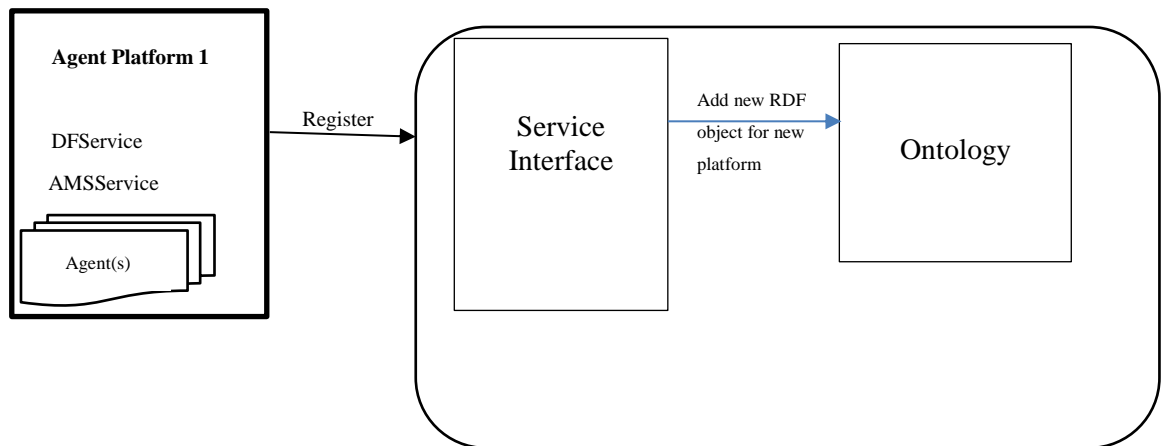 Agent Platform 1
DFService
AMSService
Agent(s)
Register
Service
Interface
Add new RDF
object for new
platform
Ontology